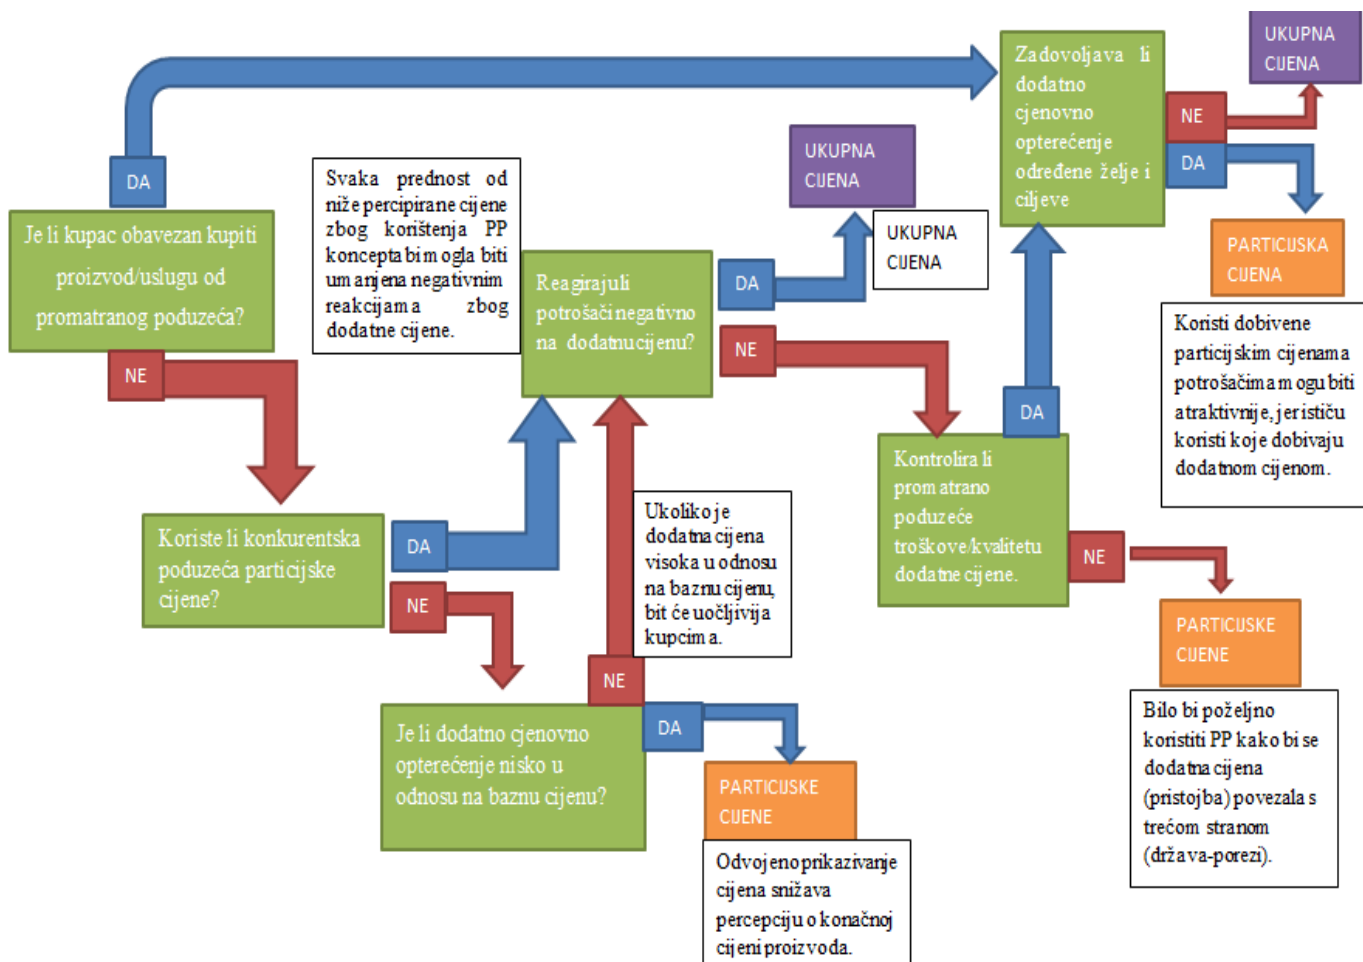 DA
Je li kupac obavezan kupiti
proizvod/uslugu od
promatranog poduzeća?
NE
Svaka prednost od
niže percipirane cijene
zbog korištenja PP
koncepta bi mogla biti
umanjena negativnim
reakcijama zbog
dodatne cijene.
Koriste li konkurentska
poduzeća particijske
cijene?
DA
NE
Reagiraju li
potrošači negativno
na dodatnu cijenu?
DA
NE
UKUPNA
CIJENA
UKUPNA
CIJENA
Ukoliko je
dodatna cijena
visoka u odnosu
na baznu cijenu,
bit će uočljivija
kupcima.
NE
Je li dodatno cjenovno
opterećenje nisko u
odnosu na baznu cijenu?
DA
PARTICIJSKE
CIJENE
Odvojeno prikazivanje
cijena snižava
percepciju o konačnoj
cijeni proizvoda.
DA
Kontrolira li
promatrano
poduzeće
troškove/kvalitetu
dodatne cijene.
NE
PARTICIJSKE
CIJENE
Bilo bi poželjno
koristiti PP kako bi se
dodatna cijena
(pristojba) povezala s
trećom stranom
(država-porezi).
Zadovoljava li
dodatno
cjenovno
opterećenje
određene želje i
ciljeve
NE
DA
UKUPNA
CIJENA
PARTICIJSKA
CIJENA
Koristi dobivene
particijskim cijenama
potrošačima mogu biti
atraktivnije, jer ističu
koristi koje dobivaju
dodatnom cijenom.